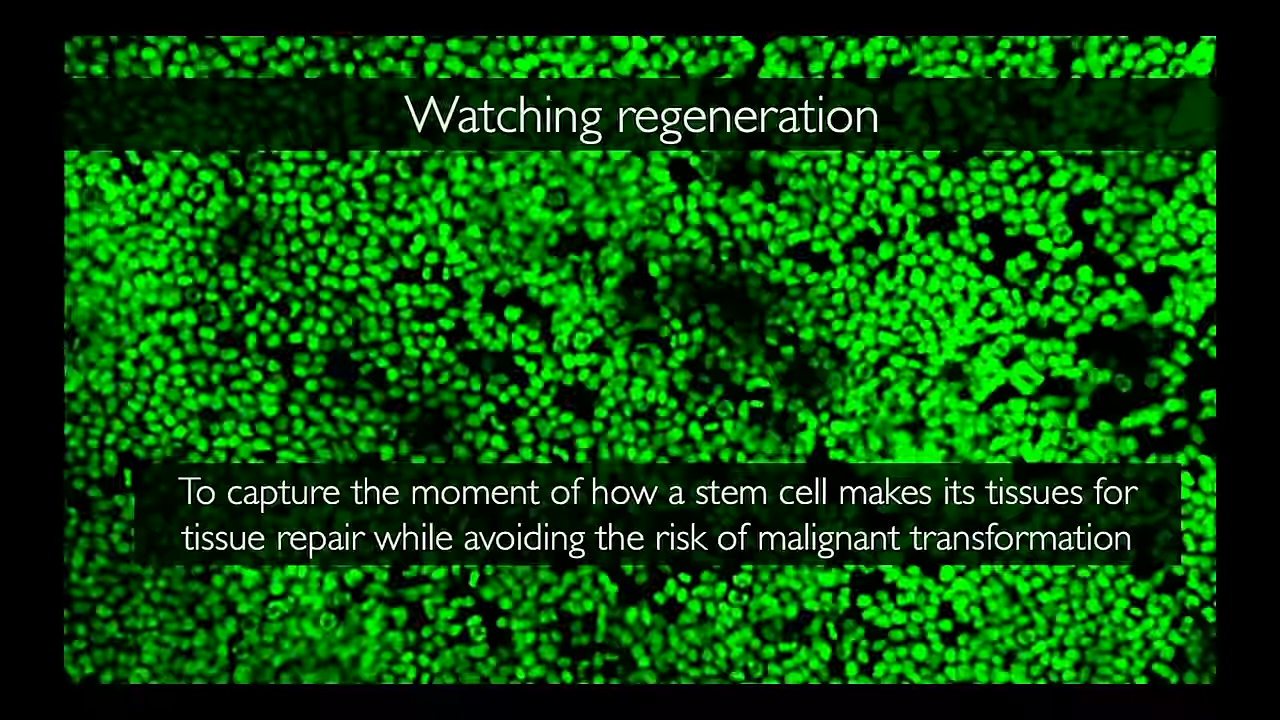 Watching regeneration
To capture the moment of how a stem cell makes its tissues for
tissue repair while avoiding the risk of malignant transformation